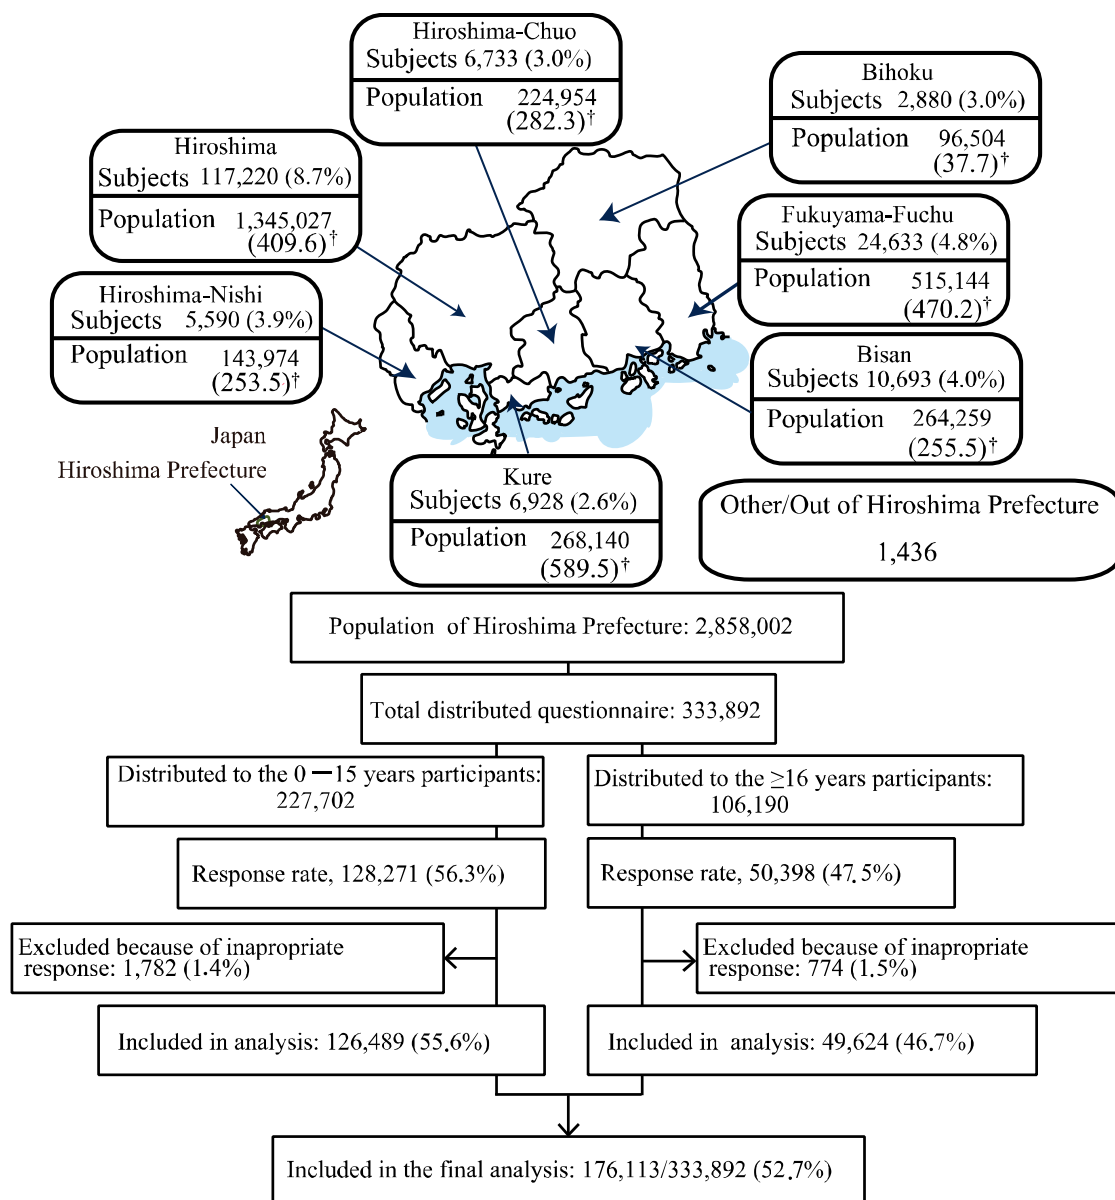 Hiroshima-Chuo
Subjects 6,733 (3.0%)
Population 224,954
(282.3)†
Bihoku
Subjects 2,880 (3.0%)
Population 96,504
(37.7)†
Hiroshima
Subjects 117,220 (8.7%)
Population 1,345,027
(409.6)†
Fukuyama-Fuchu
Subjects 24,633 (4.8%)
Population 515,144
(470.2)†
Hiroshima-Nishi
Subjects 5,590 (3.9%)
Population 143,974
(253.5)†
Bisan
Subjects 10,693 (4.0%)
Population 264,259
(255.5)†
Japan
Hiroshima Prefecture
Kure
Subjects 6,928 (2.6%)
Population 268,140
(589.5)†
Other/Out of Hiroshima Prefecture
1,436
Population of Hiroshima Prefecture: 2,858,002
Total distributed questionnaire: 333,892
Distributed to the 0－15 years participants:
227,702
Distributed to the ≥16 years participants:
106,190
Response rate, 128,271 (56.3%)
Response rate, 50,398 (47.5%)
Excluded because of inapropriate
response: 1,782 (1.4%)
Excluded because of inapropriate
response: 774 (1.5%)
Included in analysis: 126,489 (55.6%)
Included in analysis: 49,624 (46.7%)
Included in the final analysis: 176,113/333,892 (52.7%)